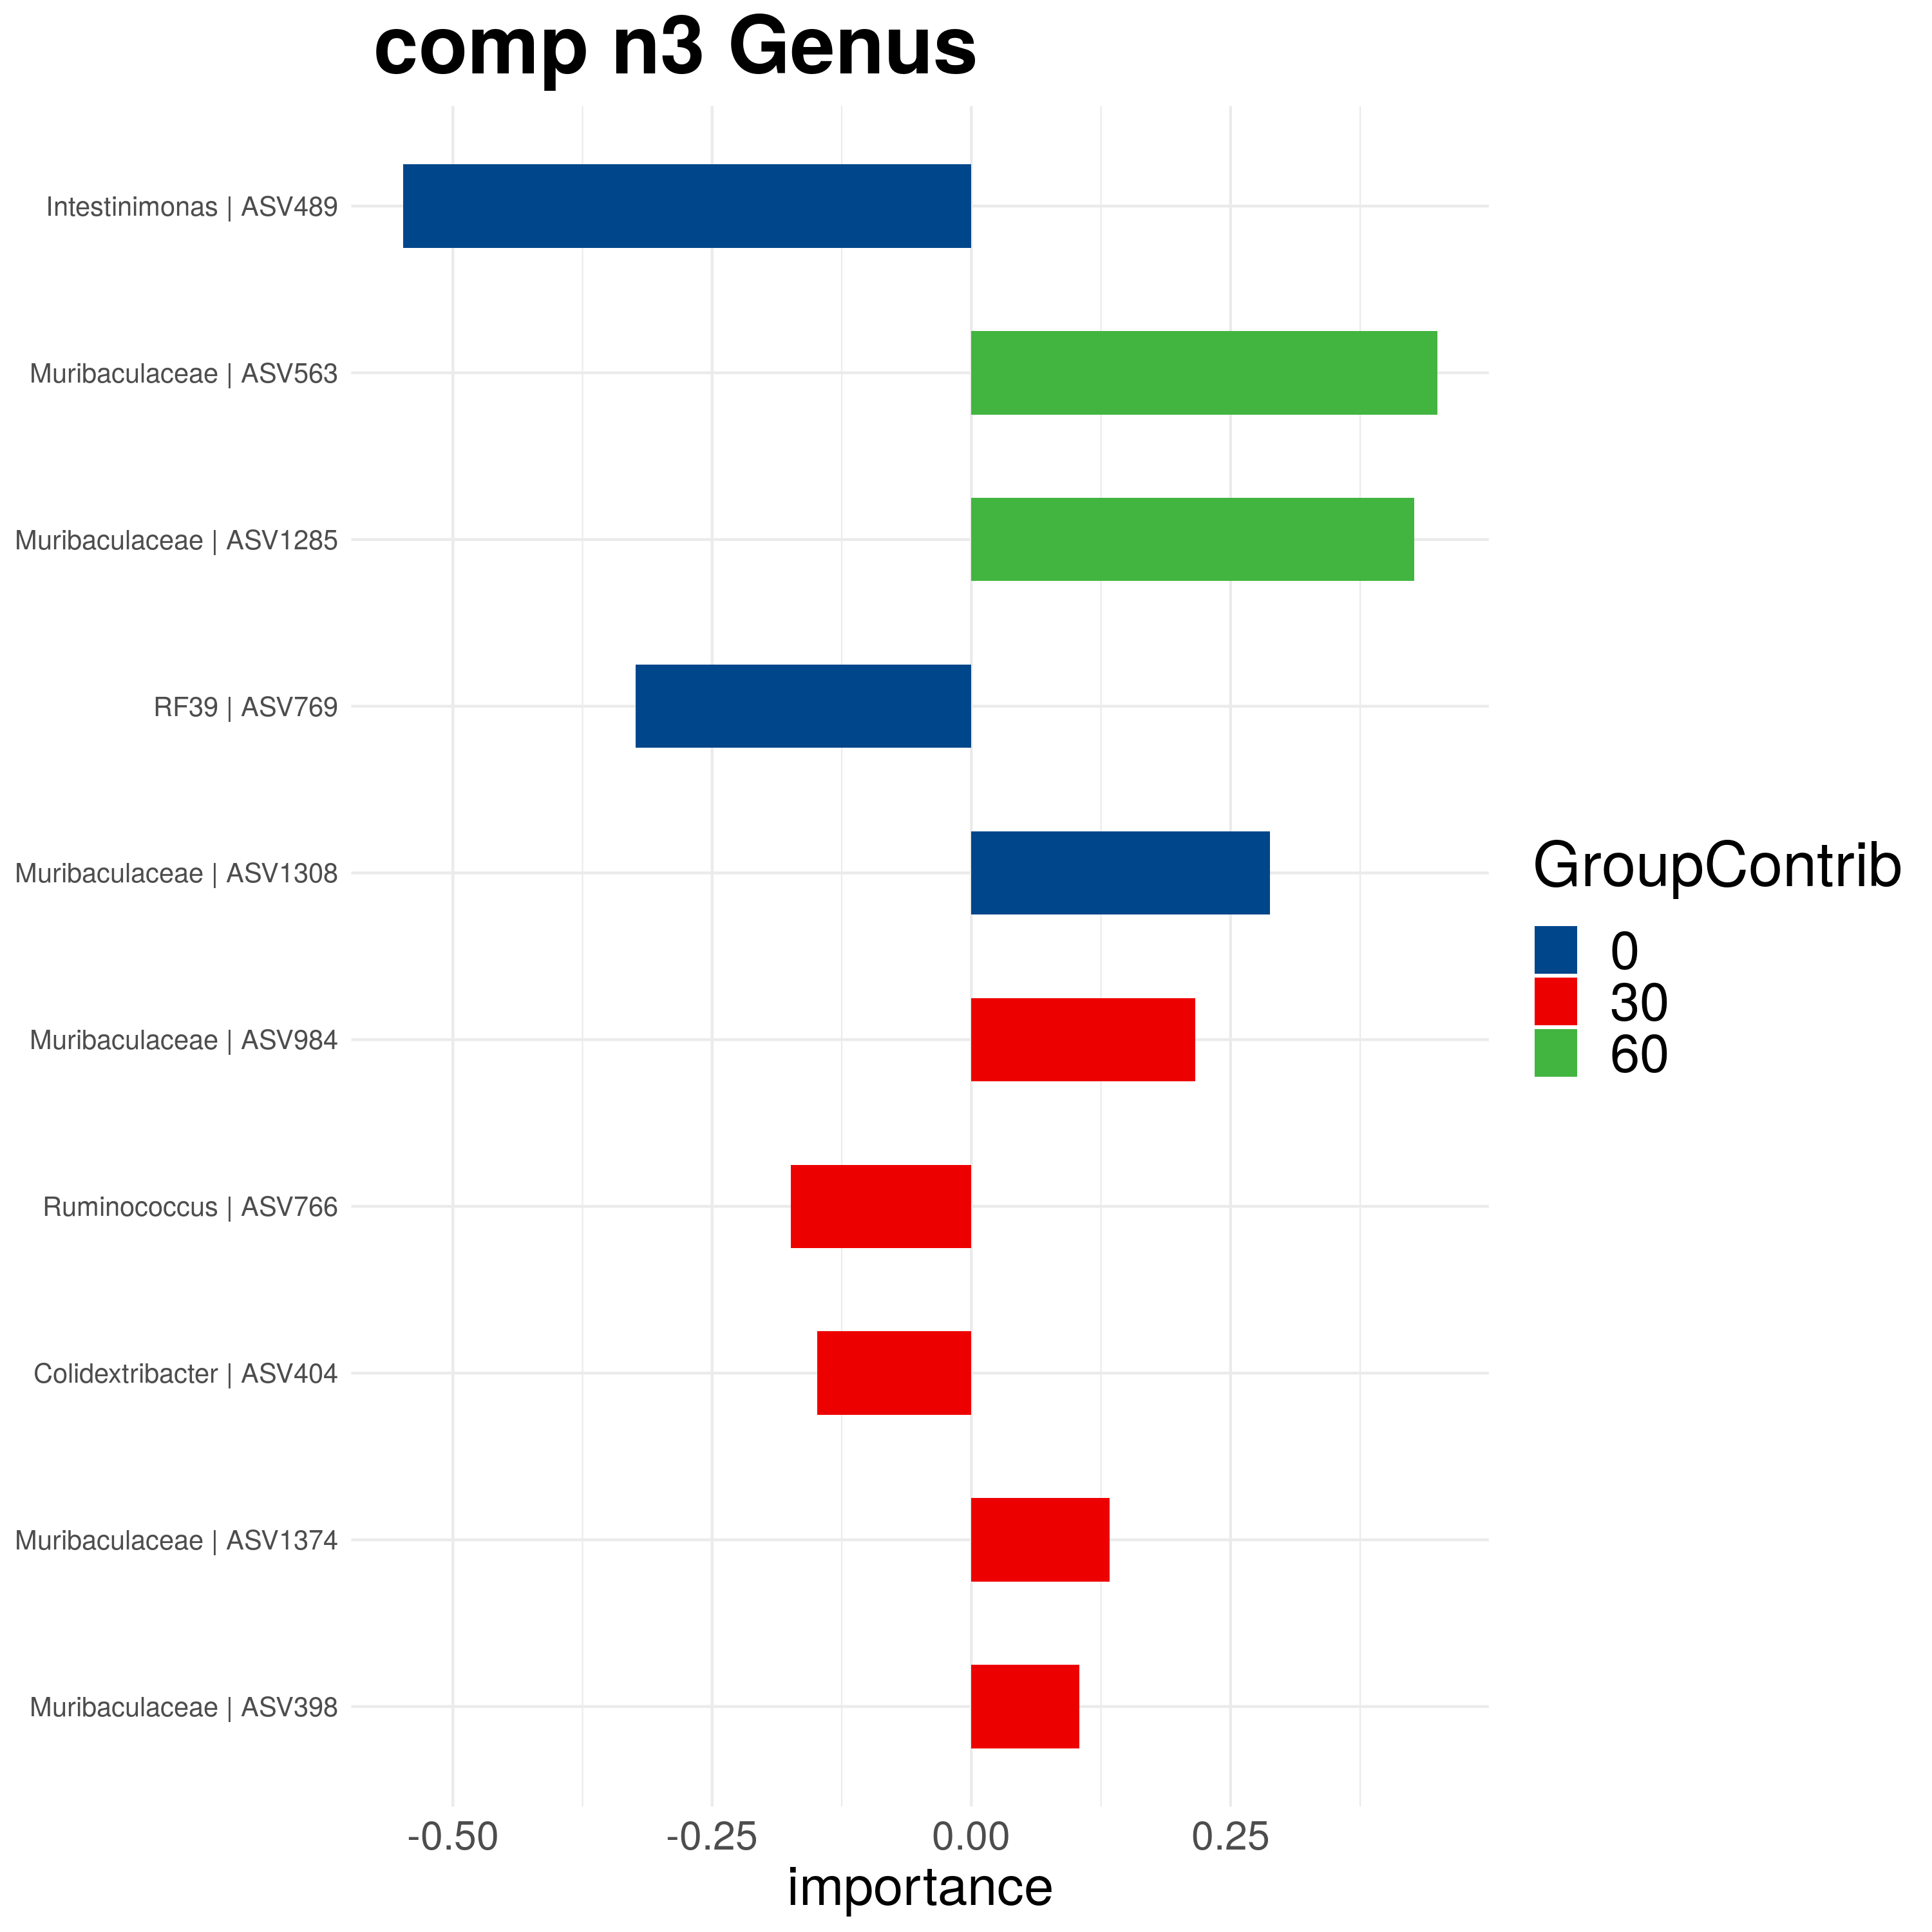 comp n3 Genus
Intestinimonas | ASV489
Muribaculaceae | ASV563
Muribaculaceae | ASV1285
RF39 | ASV769
Muribaculaceae | ASV1308
Muribaculaceae | ASV984
Ruminococcus | ASV766
Colidextribacter | ASV404
Muribaculaceae | ASV1374
Muribaculaceae | ASV398
-0.50 -0.25 0.00 0.25
importance
GroupContrib
0
30
60